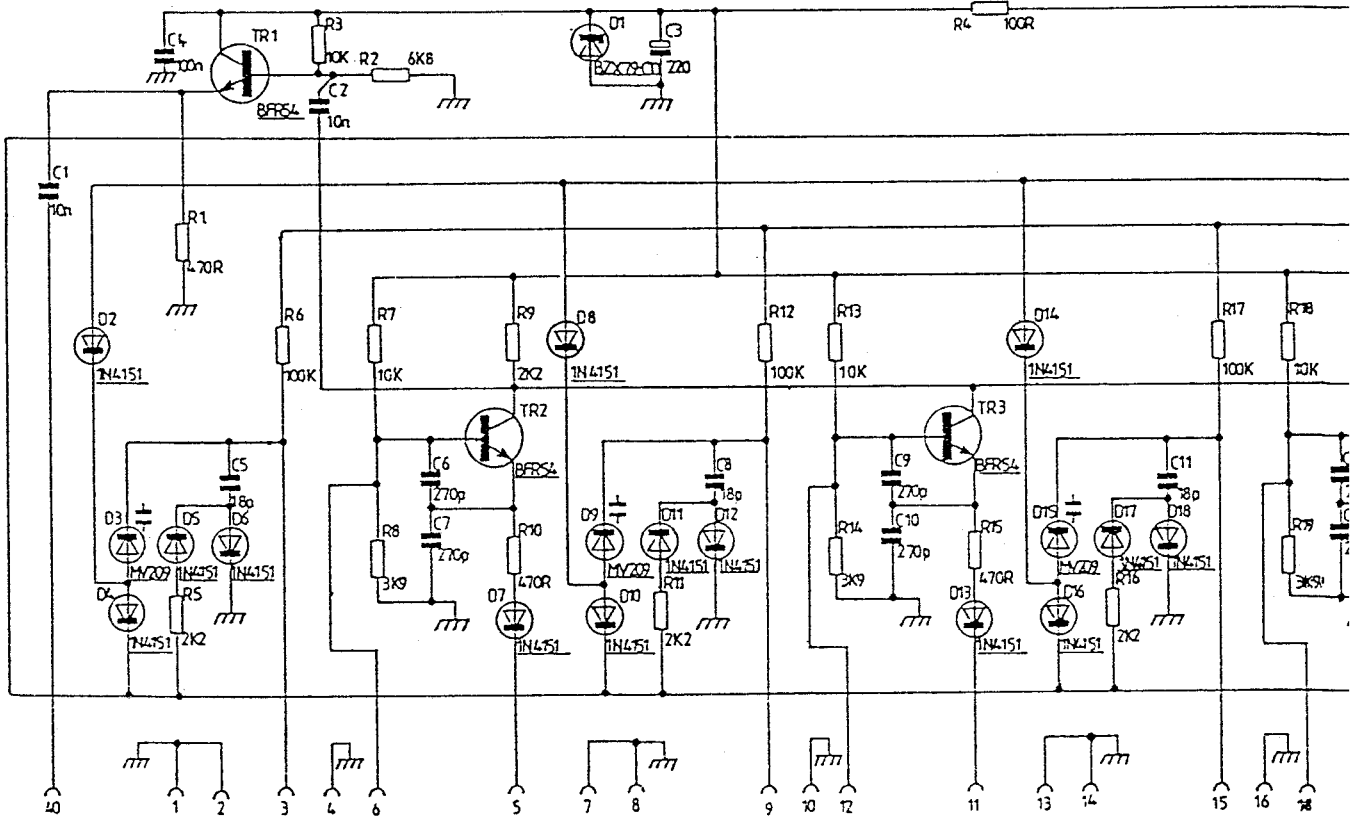 R4 100R
C4 100n
TR1
BFR54
R3 10K
R2 6K8
C2 10n
D1
C3 220
C1 10n
R1 470R
D2 1N4151
R6 100K
R7 10K
R9 2K2
D8 1N4151
R12 100K
R13 10K
D14 1N4151
R17 100K
R18 10K
TR2 BFR54
TR3 BFR54
C5 18p
C6 270p
C8 18p
C9 270p
C11 18p
D3 MV209
D5 1N4151
D6 1N4151
R8 3K9
C7 270p
R10 470R
D9 MV209
D11 1N4151
D12 1N4151
R14 3K9
C10 270p
R15 470R
D15 MV209
D17 1N4151
D18 1N4151
R19
D4 1N4151
R5 2K2
D7 1N4151
D10 1N4151
R11 2K2
D13 1N4151
D16 1N4151
R16 2K2
40 1 2 3 4 6 5 7 8 9 10 12 11 13 14 15 16 18